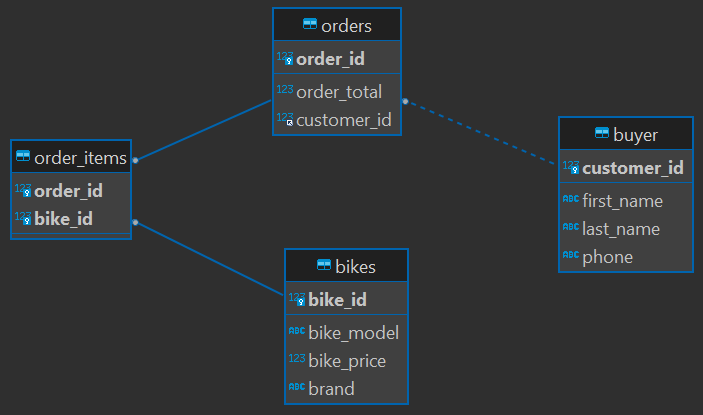 orders
123 order_id
123 order_total
123 customer_id
order_items
123 order_id
123 bike_id
buyer
123 customer_id
ABC first_name
ABC last_name
ABC phone
bikes
123 bike_id
ABC bike_model
123 bike_price
ABC brand